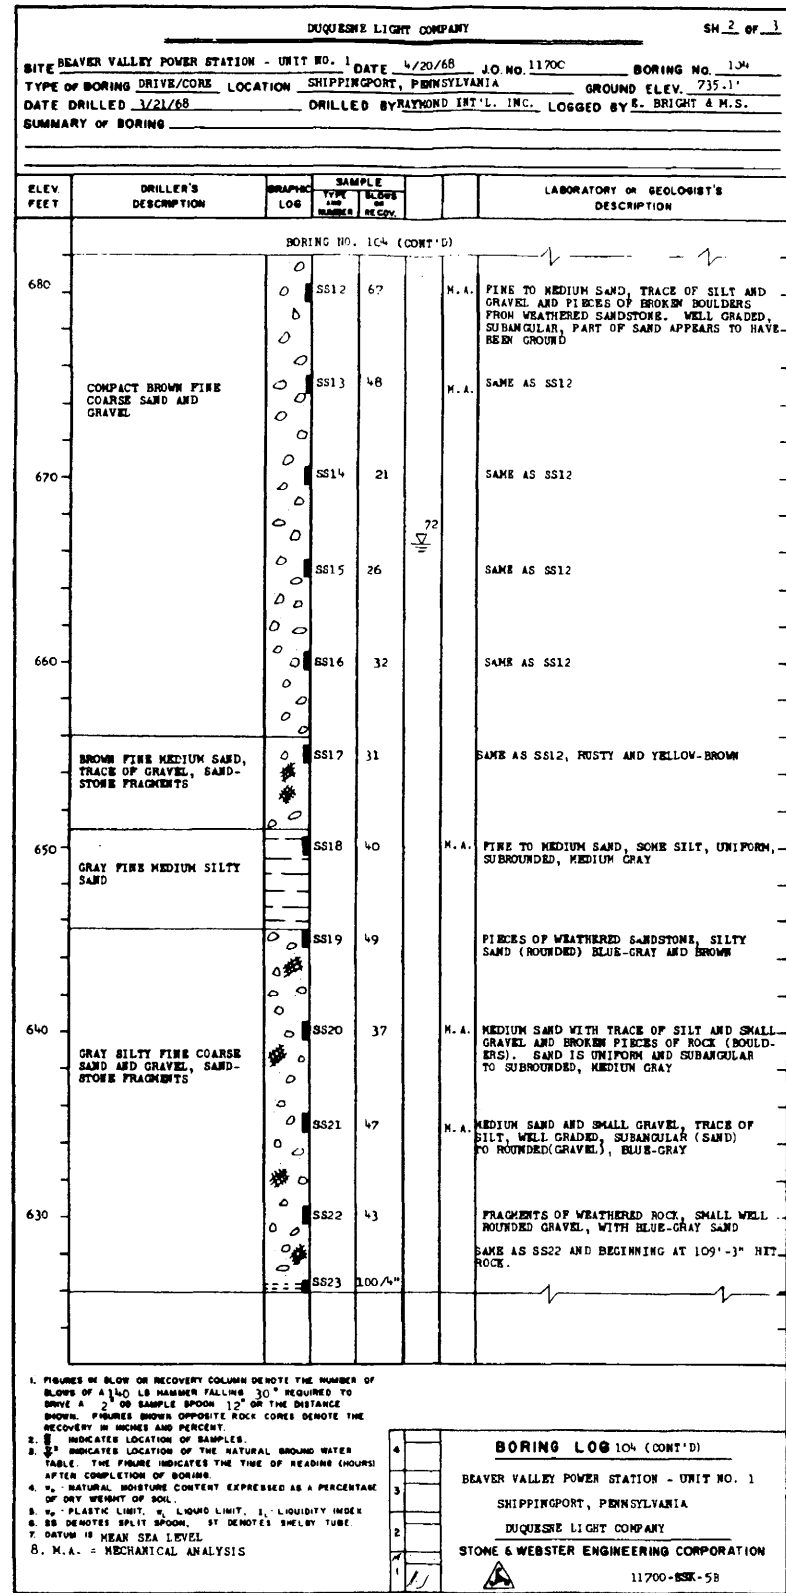 DUQUESNE LIGHT COMPANY SH 2 OF 3
SITE BEAVER VALLEY POWER STATION - UNIT NO. 1 DATE 4/20/68 J.O. NO. 11700 BORING NO. 104
TYPE OF BORING DRIVE/CORE LOCATION SHIPPINGPORT, PENNSYLVANIA GROUND ELEV. 735.1'
DATE DRILLED 3/21/68 DRILLED BY RAYMOND INT'L. INC. LOGGED BY E. BRIGHT & M.S.
SUMMARY OF BORING
ELEV. FEET DRILLER'S DESCRIPTION GRAPHIC LOG SAMPLE TYPE AND NUMBER BLOWS OR RECOV. LABORATORY OR GEOLOGIST'S DESCRIPTION
BORING NO. 104 (CONT'D)
680 SS12 67 M.A. FINE TO MEDIUM SAND, TRACE OF SILT AND
GRAVEL AND PIECES OF BROKEN BOULDERS
FROM WEATHERED SANDSTONE. WELL GRADED,
SUBANGULAR, PART OF SAND APPEARS TO HAVE
BEEN GROUND
COMPACT BROWN FINE
COARSE SAND AND
GRAVEL
SS13 48 M.A. SAME AS SS12
670 SS14 21 SAME AS SS12
72
SS15 26 SAME AS SS12
660 SS16 32 SAME AS SS12
BROWN FINE MEDIUM SAND,
TRACE OF GRAVEL, SAND-
STONE FRAGMENTS
SS17 31 SAME AS SS12, RUSTY AND YELLOW-BROWN
650 SS18 40 M.A. FINE TO MEDIUM SAND, SOME SILT, UNIFORM,
SUBROUNDED, MEDIUM GRAY
GRAY FINE MEDIUM SILTY
SAND
SS19 49 PIECES OF WEATHERED SANDSTONE, SILTY
SAND (ROUNDED) BLUE-GRAY AND BROWN
640 SS20 37 M.A. MEDIUM SAND WITH TRACE OF SILT AND SMALL
GRAVEL AND BROKEN PIECES OF ROCK (BOULD-
ERS). SAND IS UNIFORM AND SUBANGULAR
TO SUBROUNDED, MEDIUM GRAY
GRAY SILTY FINE COARSE
SAND AND GRAVEL, SAND-
STONE FRAGMENTS
SS21 47 M.A. MEDIUM SAND AND SMALL GRAVEL, TRACE OF
SILT, WELL GRADED, SUBANGULAR (SAND)
TO ROUNDED(GRAVEL), BLUE-GRAY
630 SS22 43 FRAGMENTS OF WEATHERED ROCK, SMALL WELL
ROUNDED GRAVEL, WITH BLUE-GRAY SAND
SAME AS SS22 AND BEGINNING AT 109'-3" HIT
ROCK.
SS23 100/4"
1. FIGURES IN BLOW OR RECOVERY COLUMN DENOTE THE NUMBER OF
BLOWS OF A 140 LB HAMMER FALLING 30" REQUIRED TO
DRIVE A 2" OD SAMPLE SPOON 12" OR THE DISTANCE
SHOWN. FIGURES SHOWN OPPOSITE ROCK CORES DENOTE THE
RECOVERY IN INCHES AND PERCENT.
2. INDICATES LOCATION OF SAMPLES.
3. INDICATES LOCATION OF THE NATURAL GROUND WATER
TABLE. THE FIGURE INDICATES THE TIME OF READING (HOURS)
AFTER COMPLETION OF BORING.
4. NATURAL MOISTURE CONTENT EXPRESSED AS A PERCENTAGE
OF DRY WEIGHT OF SOIL.
5. PLASTIC LIMIT, LIQUID LIMIT, LIQUIDITY INDEX
6. SS DENOTES SPLIT SPOON. ST DENOTES SHELBY TUBE.
7. DATUM IS MEAN SEA LEVEL
8. M.A. = MECHANICAL ANALYSIS
4
3
2
1
BORING LOG 104 (CONT'D)
BEAVER VALLEY POWER STATION - UNIT NO. 1
SHIPPINGPORT, PENNSYLVANIA
DUQUESNE LIGHT COMPANY
STONE & WEBSTER ENGINEERING CORPORATION
11700-SSK-5B